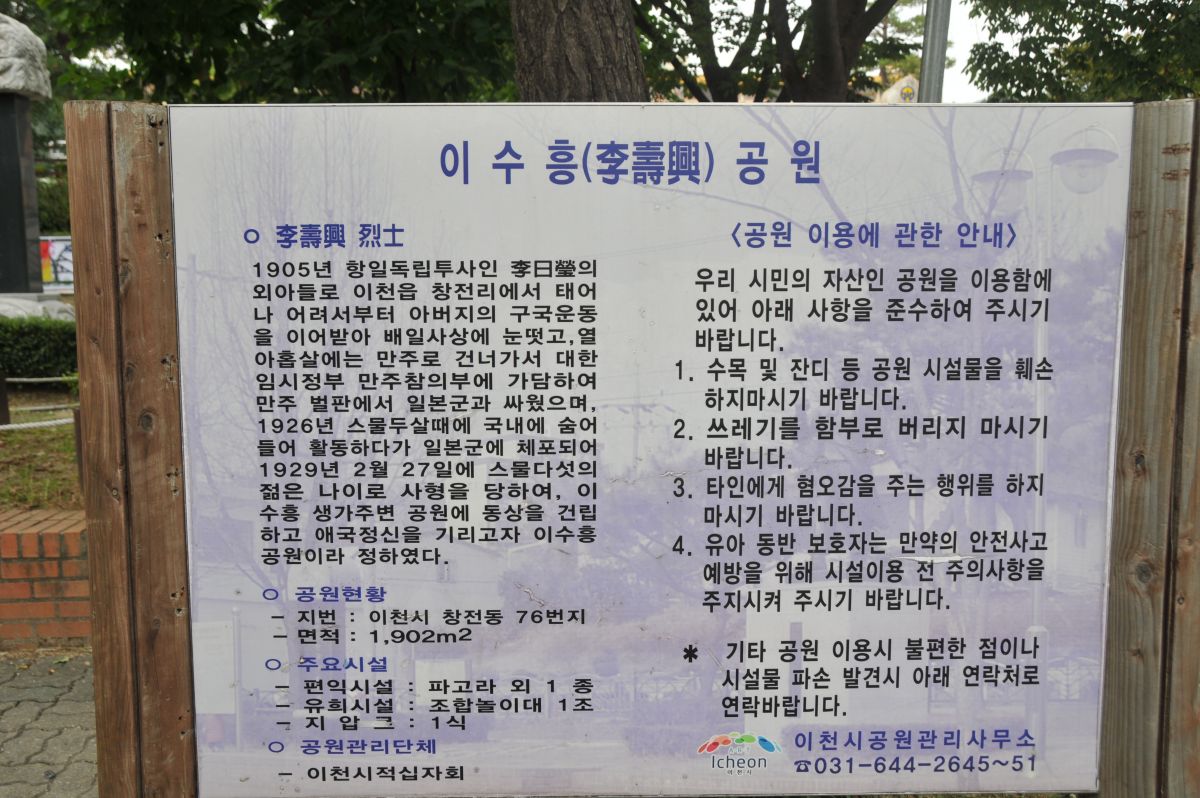 이 수 흥(李壽興) 공 원
ㅇ 李壽興 烈士
1905년 항일독립투사인 李日瑩의
외아들로 이천읍 창전리에서 태어
나 어려서부터 아버지의 구국운동
을 이어받아 배일사상에 눈떳고,열
아홉살에는 만주로 건너가서 대한
임시정부 만주참의부에 가담하여
만주 벌판에서 일본군과 싸웠으며,
1926년 스물두살때에 국내에 숨어
들어 활동하다가 일본군에 체포되어
1929년 2월 27일에 스물다섯의
젊은 나이로 사형을 당하여, 이
수흥 생가주변 공원에 동상을 건립
하고 애국정신을 기리고자 이수흥
공원이라 정하였다.
ㅇ 공원현황
- 지번 : 이천시 창전동 76번지
- 면적 : 1,902m2
ㅇ 주요시설
- 편익시설 : 파고라 외 1 종
- 유희시설 : 조합놀이대 1조
- 지 압 로 : 1식
ㅇ 공원관리단체
- 이천시적십자회
<공원 이용에 관한 안내>
우리 시민의 자산인 공원을 이용함에
있어 아래 사항을 준수하여 주시기
바랍니다.
1. 수목 및 잔디 등 공원 시설물을 훼손
하지마시기 바랍니다.
2. 쓰레기를 함부로 버리지 마시기
바랍니다.
3. 타인에게 혐오감을 주는 행위를 하지
마시기 바랍니다.
4. 유아 동반 보호자는 만약의 안전사고
예방을 위해 시설이용 전 주의사항을
주지시켜 주시기 바랍니다.
* 기타 공원 이용시 불편한 점이나
시설물 파손 발견시 아래 연락처로
연락바랍니다.
ART
Icheon
이천시
이천시공원관리사무소
☎031-644-2645~51